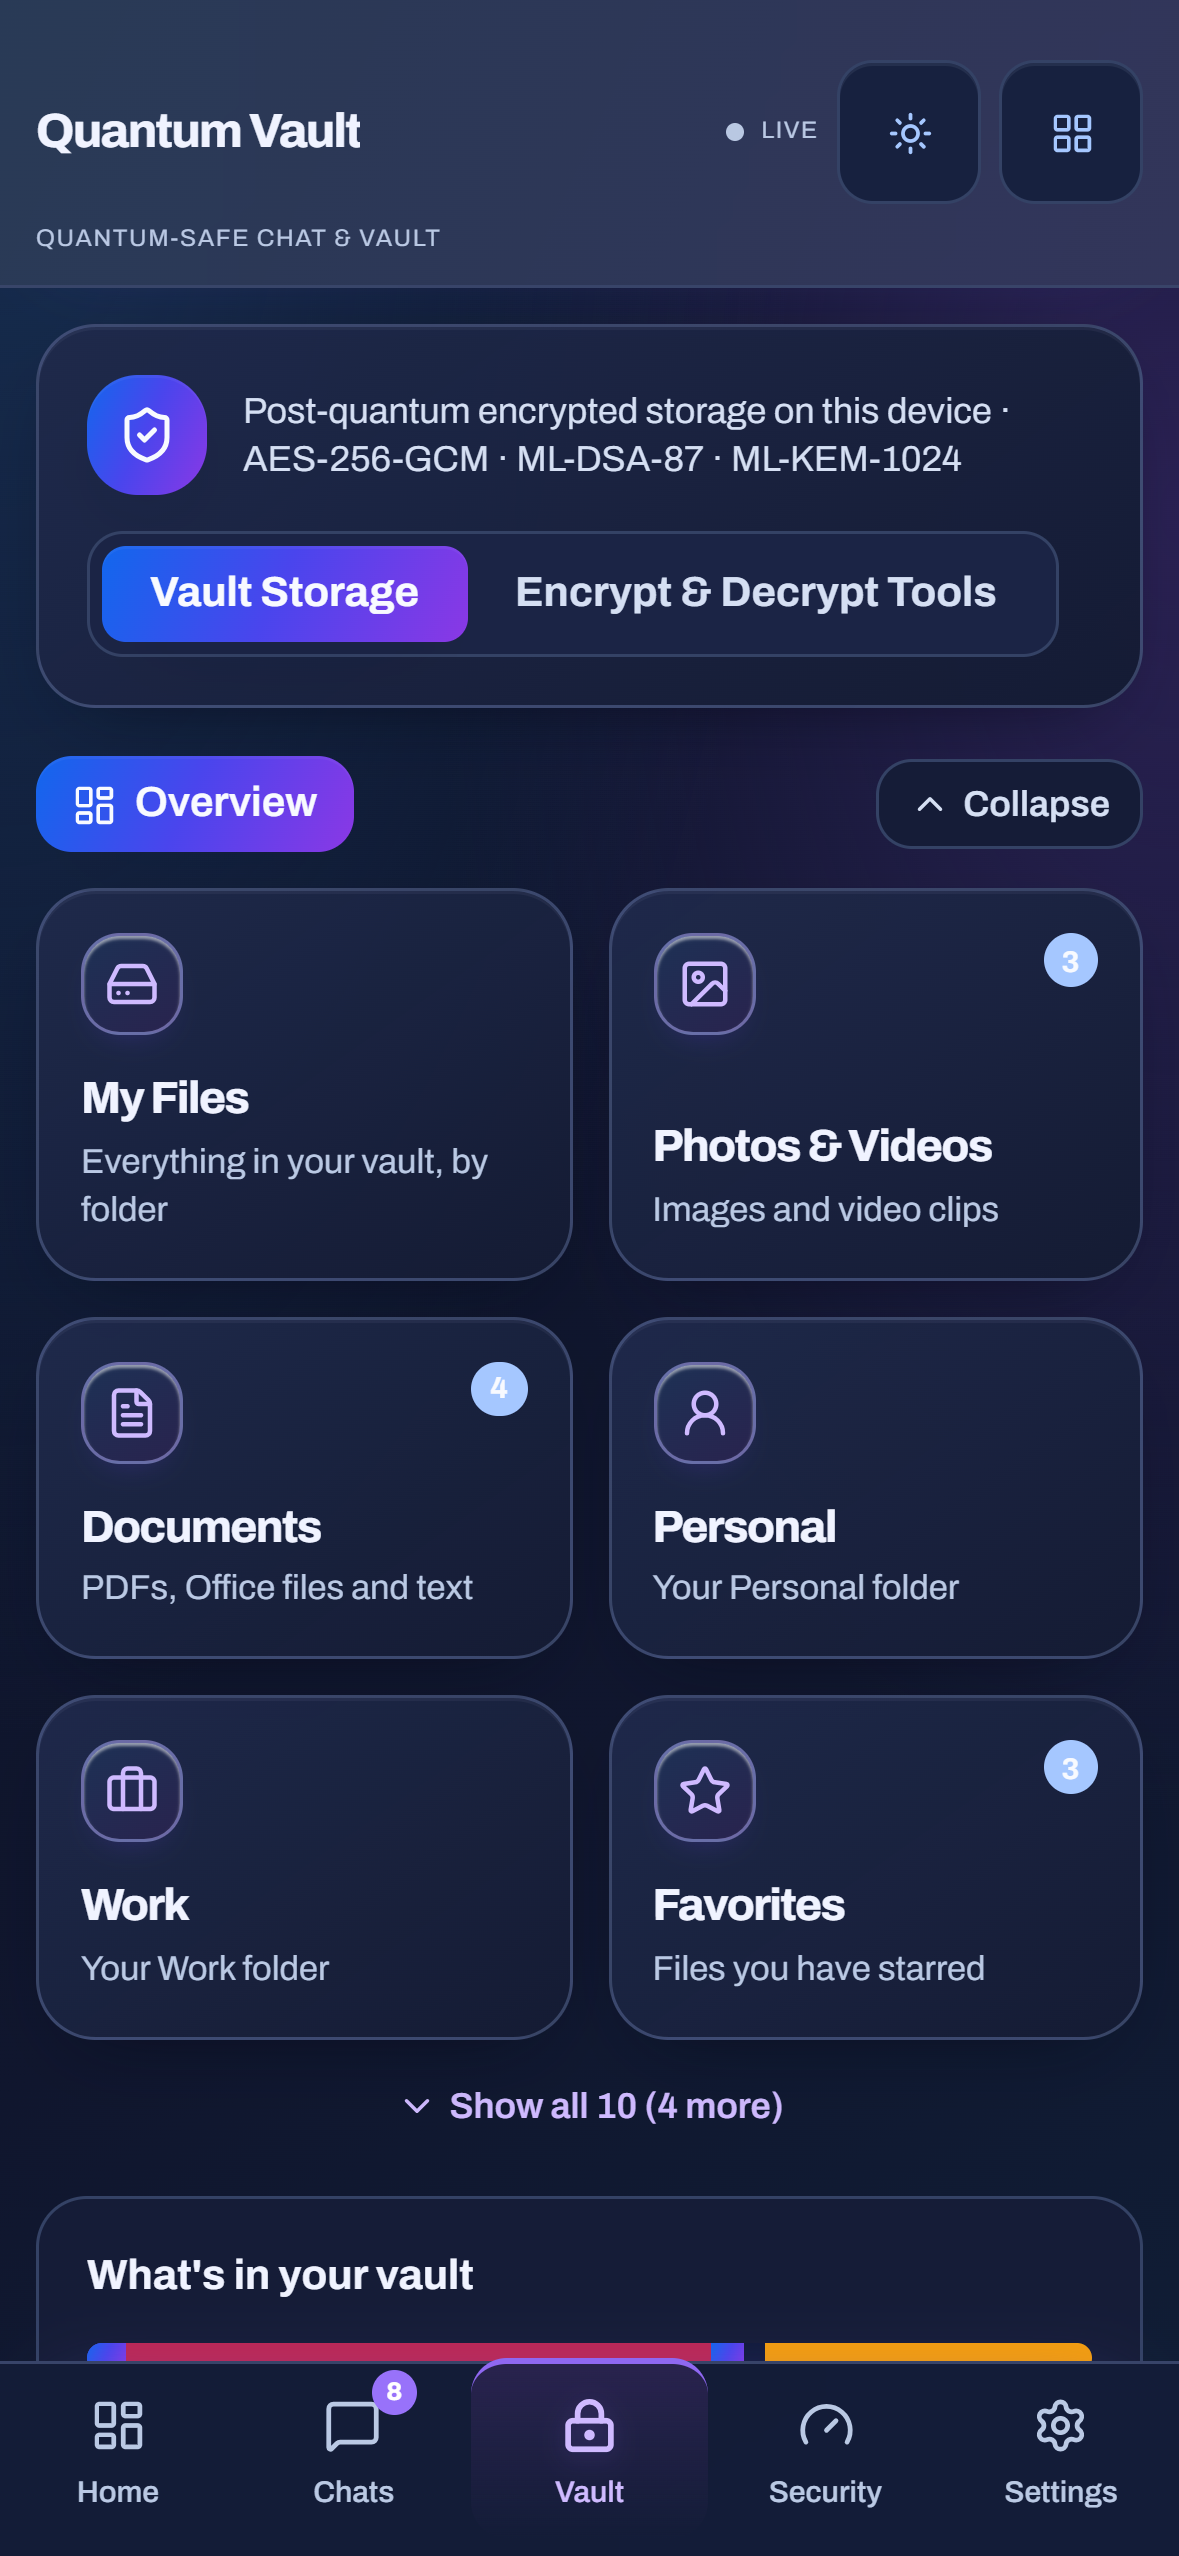 Quantum Vault
LIVE
QUANTUM-SAFE CHAT & VAULT
Post-quantum encrypted storage on this device ·
AES-256-GCM · ML-DSA-87 · ML-KEM-1024
Vault Storage
Encrypt & Decrypt Tools
Overview
Collapse
My Files
Everything in your vault, by
folder
3
Photos & Videos
Images and video clips
4
Documents
PDFs, Office files and text
Personal
Your Personal folder
Work
Your Work folder
3
Favorites
Files you have starred
Show all 10 (4 more)
What's in your vault
Home
8
Chats
Vault
Security
Settings